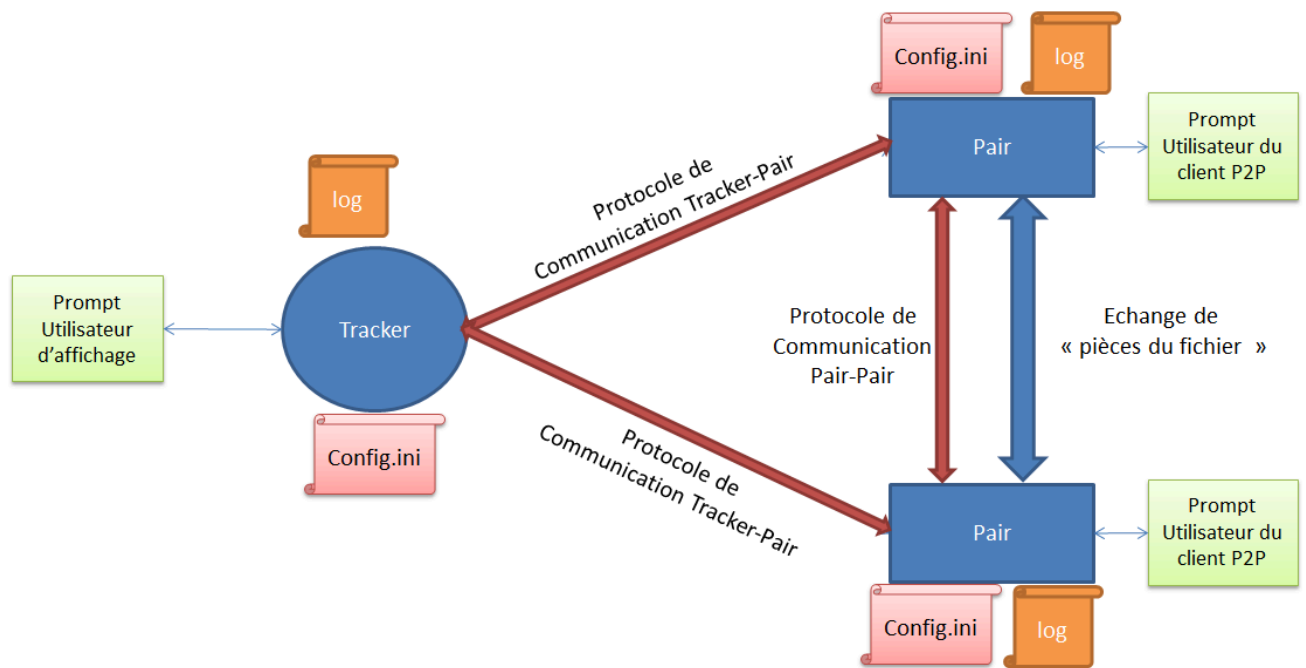 Config.ini
log
Pair
Prompt
Utilisateur du
client P2P
Protocole de
Communication Tracker-Pair
log
Prompt
Utilisateur
d'affichage
Tracker
Config.ini
Protocole de
Communication
Pair-Pair
Echange de
« pièces du fichier »
Protocole de
Communication Tracker-Pair
Pair
Prompt
Utilisateur du
client P2P
Config.ini
log